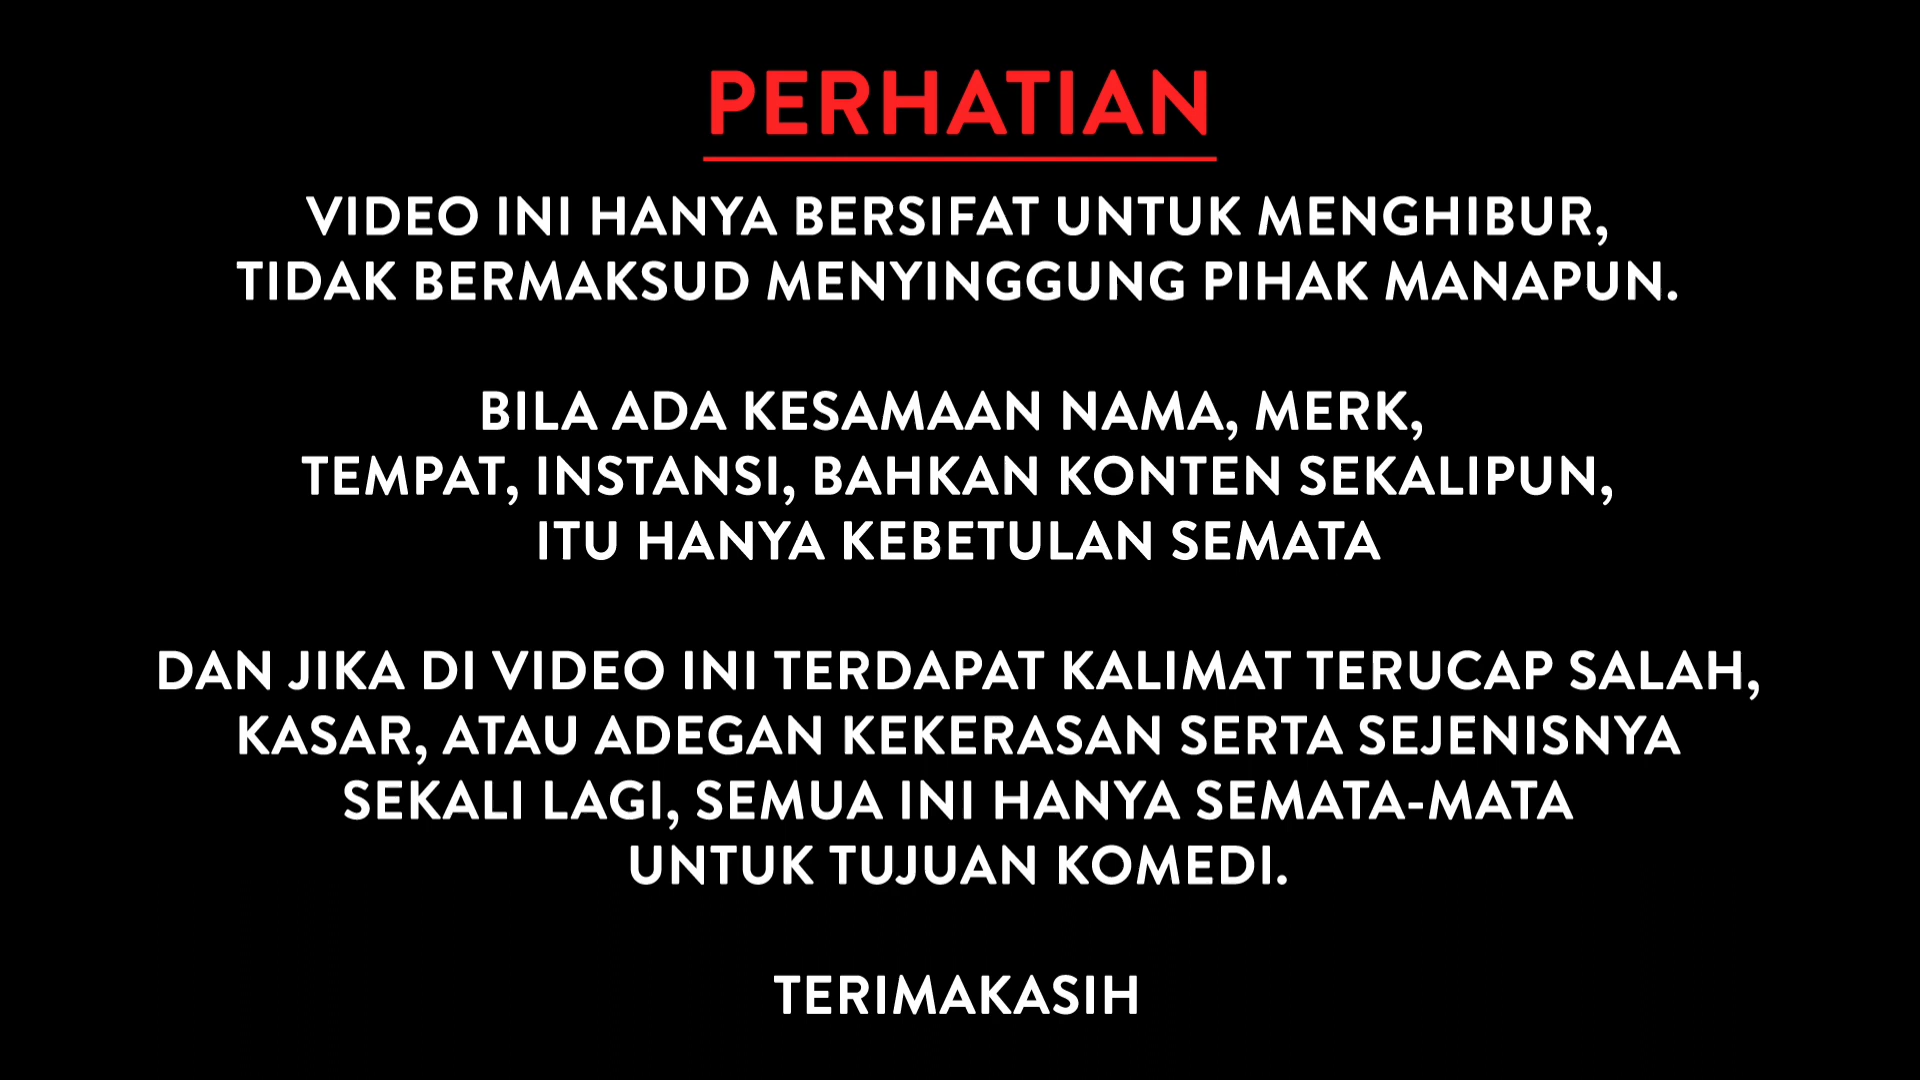 PERHATIAN
VIDEO INI HANYA BERSIFAT UNTUK MENGHIBUR,
TIDAK BERMAKSUD MENYINGGUNG PIHAK MANAPUN.
BILA ADA KESAMAAN NAMA, MERK,
TEMPAT, INSTANSI, BAHKAN KONTEN SEKALIPUN,
ITU HANYA KEBETULAN SEMATA
DAN JIKA DI VIDEO INI TERDAPAT KALIMAT TERUCAP SALAH,
KASAR, ATAU ADEGAN KEKERASAN SERTA SEJENISNYA
SEKALI LAGI, SEMUA INI HANYA SEMATA-MATA
UNTUK TUJUAN KOMEDI.
TERIMAKASIH